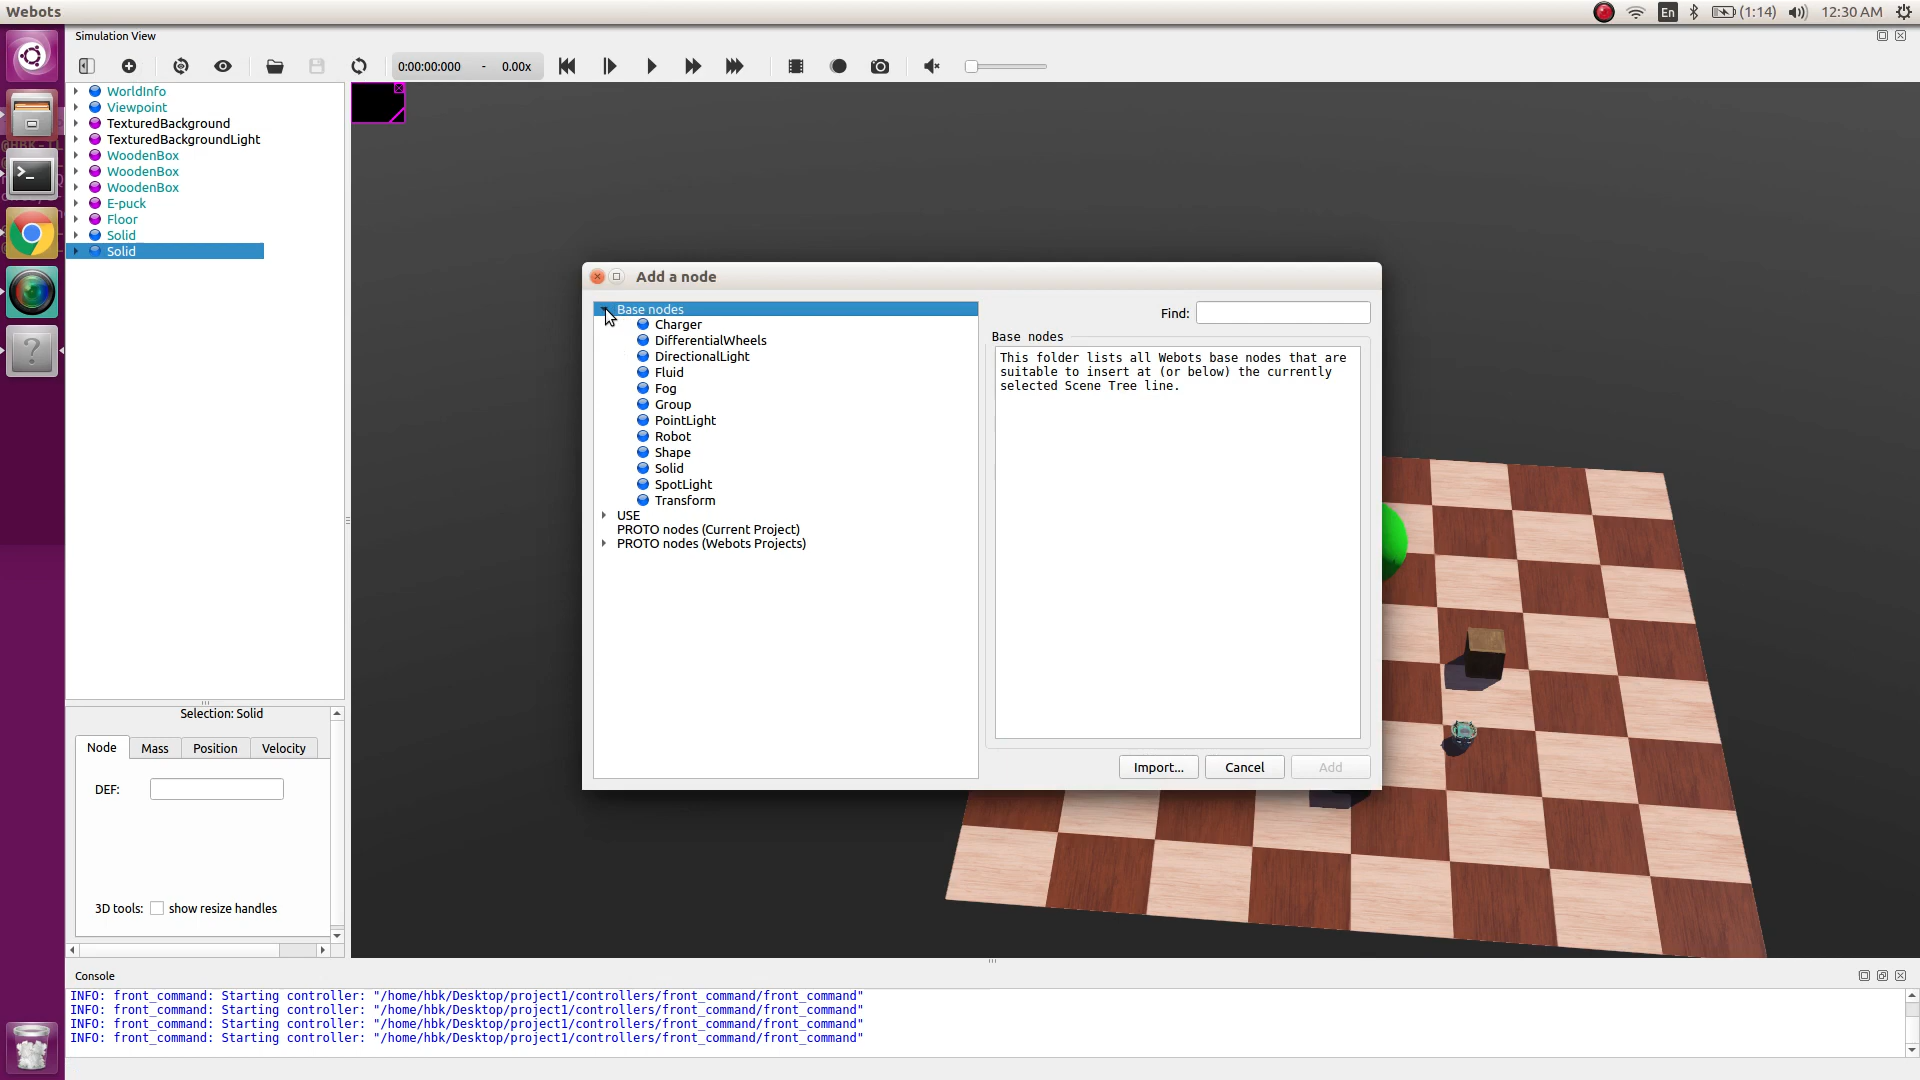 Webots
En
(1:14)
12:30 AM
Simulation View
0:00:00:000 - 0.00x
WorldInfo
Viewpoint
TexturedBackground
TexturedBackgroundLight
WoodenBox
WoodenBox
WoodenBox
E-puck
Floor
Solid
Solid
Add a node
Base nodes
Charger
DifferentialWheels
DirectionalLight
Fluid
Fog
Group
PointLight
Robot
Shape
Solid
SpotLight
Transform
USE
PROTO nodes (Current Project)
PROTO nodes (Webots Projects)
Find:
Base nodes
This folder lists all Webots base nodes that are
suitable to insert at (or below) the currently
selected Scene Tree line.
Import...
Cancel
Add
Selection: Solid
Node
Mass
Position
Velocity
DEF:
3D tools:
show resize handles
Console
INFO: front_command: Starting controller: "/home/hbk/Desktop/project1/controllers/front_command/front_command"
INFO: front_command: Starting controller: "/home/hbk/Desktop/project1/controllers/front_command/front_command"
INFO: front_command: Starting controller: "/home/hbk/Desktop/project1/controllers/front_command/front_command"
INFO: front_command: Starting controller: "/home/hbk/Desktop/project1/controllers/front_command/front_command"